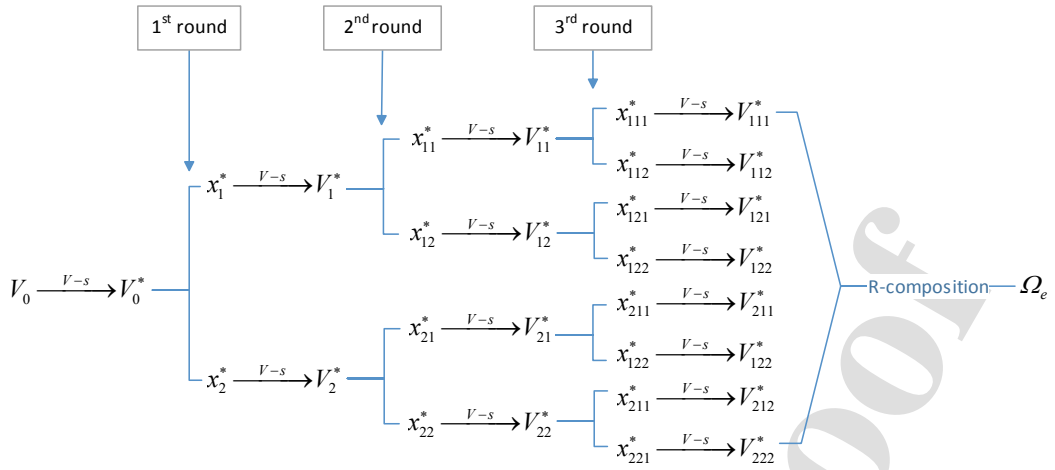 1st round
2nd round
3rd round
x*111 V−s V*111
x*11 V−s V*11
x*112 V−s V*112
x*1 V−s V*1
x*121 V−s V*121
x*12 V−s V*12
x*122 V−s V*122
V0 V−s V*0
R-composition Ωe
x*211 V−s V*211
x*21 V−s V*21
x*122 V−s V*122
x*2 V−s V*2
x*211 V−s V*212
x*22 V−s V*22
x*221 V−s V*222